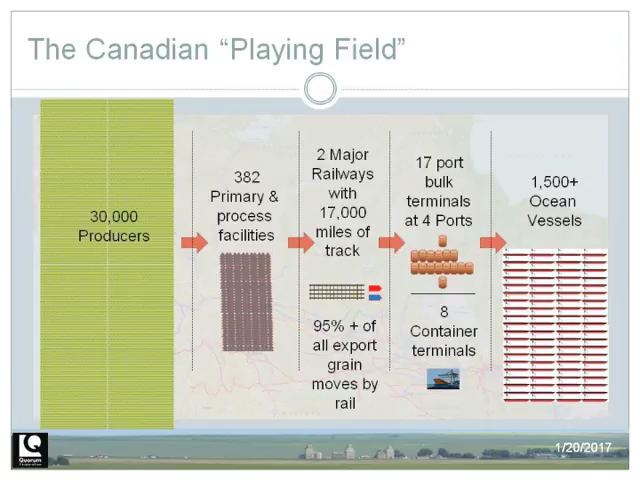 The Canadian “Playing Field”
30,000
Producers
382
Primary &
process
facilities
2 Major
Railways
with
17,000
miles of
track
95% + of
all export
grain
moves by
rail
17 port
bulk
terminals
at 4 Ports
8
Container
terminals
1,500+
Ocean
Vessels
Quorum
1/20/2017